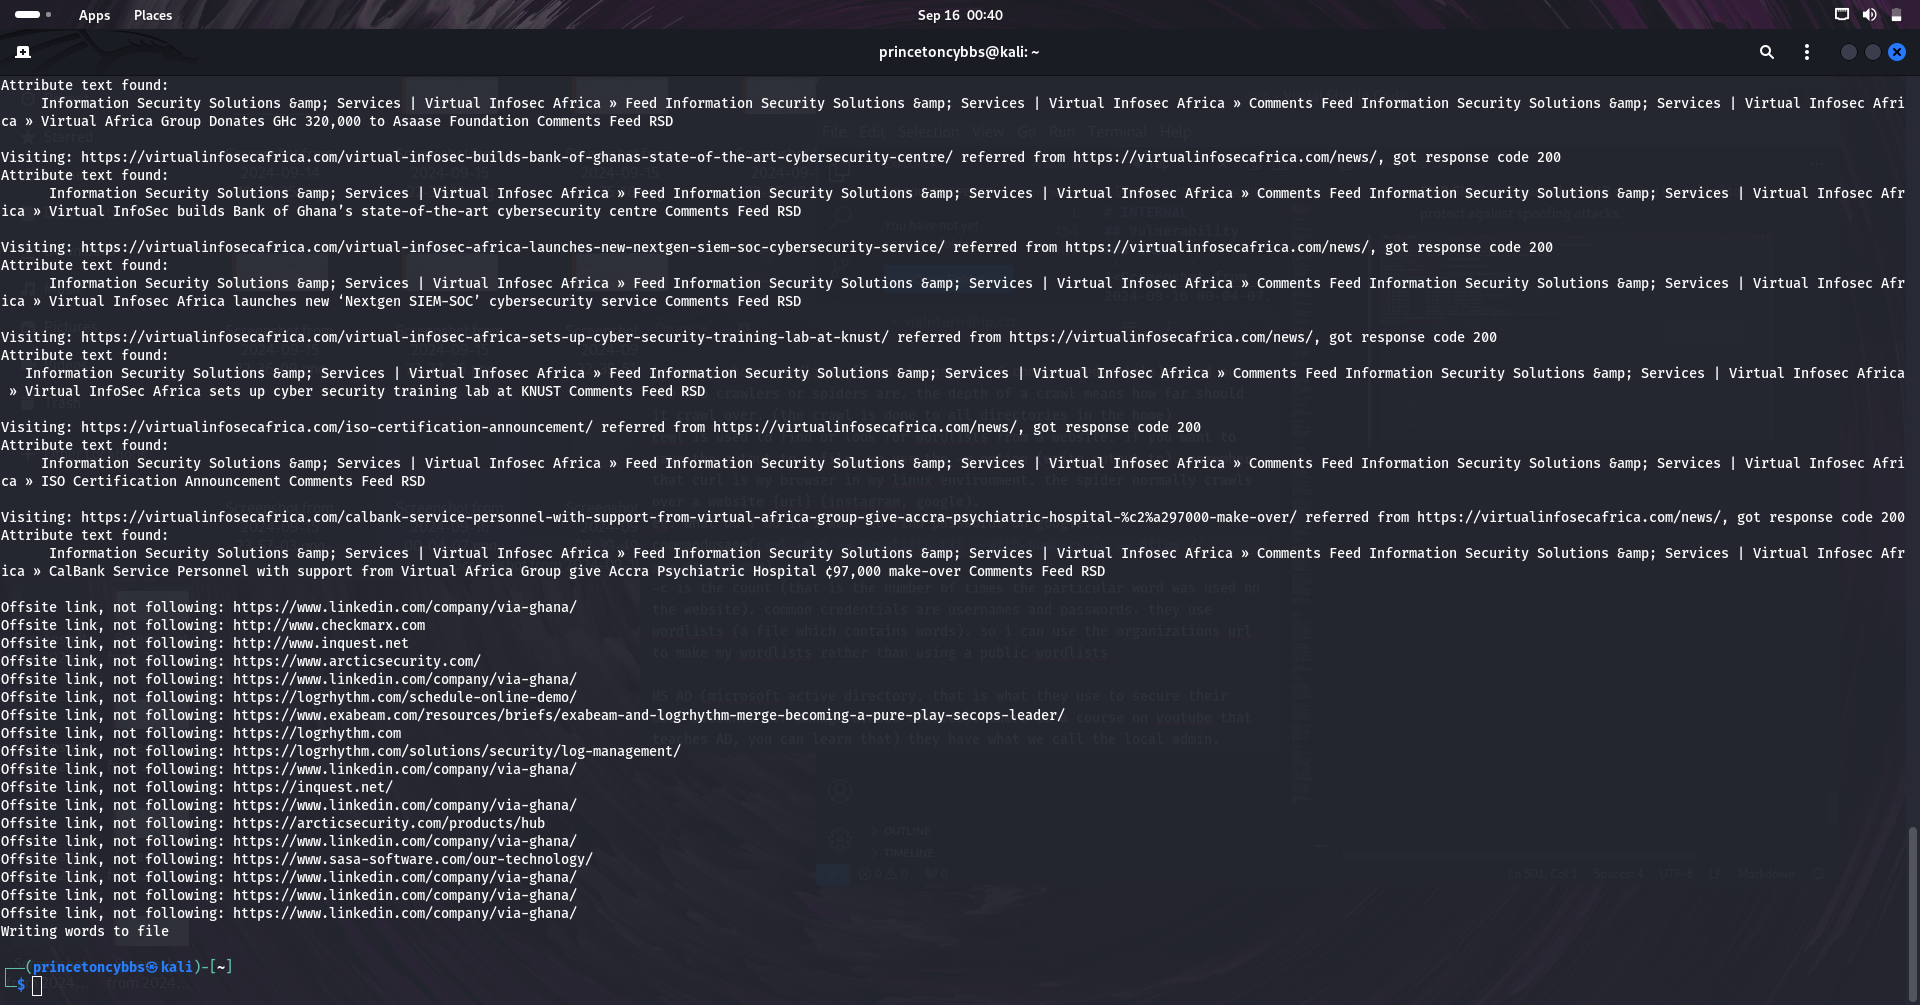 Apps Places Sep 16 00:40
princetoncybbs@kali: ~
Attribute text found:
Information Security Solutions &amp; Services | Virtual Infosec Africa » Feed Information Security Solutions &amp; Services | Virtual Infosec Africa » Comments Feed Information Security Solutions &amp; Services | Virtual Infosec Afri
ca » Virtual Africa Group Donates GHc 320,000 to Asaase Foundation Comments Feed RSD
Visiting: https://virtualinfosecafrica.com/virtual-infosec-builds-bank-of-ghanas-state-of-the-art-cybersecurity-centre/ referred from https://virtualinfosecafrica.com/news/, got response code 200
Attribute text found:
Information Security Solutions &amp; Services | Virtual Infosec Africa » Feed Information Security Solutions &amp; Services | Virtual Infosec Africa » Comments Feed Information Security Solutions &amp; Services | Virtual Infosec Afr
ica » Virtual InfoSec builds Bank of Ghana’s state-of-the-art cybersecurity centre Comments Feed RSD
Visiting: https://virtualinfosecafrica.com/virtual-infosec-africa-launches-new-nextgen-siem-soc-cybersecurity-service/ referred from https://virtualinfosecafrica.com/news/, got response code 200
Attribute text found:
Information Security Solutions &amp; Services | Virtual Infosec Africa » Feed Information Security Solutions &amp; Services | Virtual Infosec Africa » Comments Feed Information Security Solutions &amp; Services | Virtual Infosec Afr
ica » Virtual Infosec Africa launches new ‘Nextgen SIEM-SOC’ cybersecurity service Comments Feed RSD
Visiting: https://virtualinfosecafrica.com/virtual-infosec-africa-sets-up-cyber-security-training-lab-at-knust/ referred from https://virtualinfosecafrica.com/news/, got response code 200
Attribute text found:
Information Security Solutions &amp; Services | Virtual Infosec Africa » Feed Information Security Solutions &amp; Services | Virtual Infosec Africa » Comments Feed Information Security Solutions &amp; Services | Virtual Infosec Africa
» Virtual InfoSec Africa sets up cyber security training lab at KNUST Comments Feed RSD
Visiting: https://virtualinfosecafrica.com/iso-certification-announcement/ referred from https://virtualinfosecafrica.com/news/, got response code 200
Attribute text found:
Information Security Solutions &amp; Services | Virtual Infosec Africa » Feed Information Security Solutions &amp; Services | Virtual Infosec Africa » Comments Feed Information Security Solutions &amp; Services | Virtual Infosec Afri
ca » ISO Certification Announcement Comments Feed RSD
Visiting: https://virtualinfosecafrica.com/calbank-service-personnel-with-support-from-virtual-africa-group-give-accra-psychiatric-hospital-%c2%a297000-make-over/ referred from https://virtualinfosecafrica.com/news/, got response code 200
Attribute text found:
Information Security Solutions &amp; Services | Virtual Infosec Africa » Feed Information Security Solutions &amp; Services | Virtual Infosec Africa » Comments Feed Information Security Solutions &amp; Services | Virtual Infosec Afr
ica » CalBank Service Personnel with support from Virtual Africa Group give Accra Psychiatric Hospital ¢97,000 make-over Comments Feed RSD
Offsite link, not following: https://www.linkedin.com/company/via-ghana/
Offsite link, not following: http://www.checkmarx.com
Offsite link, not following: http://www.inquest.net
Offsite link, not following: https://www.arcticsecurity.com/
Offsite link, not following: https://www.linkedin.com/company/via-ghana/
Offsite link, not following: https://logrhythm.com/schedule-online-demo/
Offsite link, not following: https://www.exabeam.com/resources/briefs/exabeam-and-logrhythm-merge-becoming-a-pure-play-secops-leader/
Offsite link, not following: https://logrhythm.com
Offsite link, not following: https://logrhythm.com/solutions/security/log-management/
Offsite link, not following: https://www.linkedin.com/company/via-ghana/
Offsite link, not following: https://inquest.net/
Offsite link, not following: https://www.linkedin.com/company/via-ghana/
Offsite link, not following: https://arcticsecurity.com/products/hub
Offsite link, not following: https://www.linkedin.com/company/via-ghana/
Offsite link, not following: https://www.sasa-software.com/our-technology/
Offsite link, not following: https://www.linkedin.com/company/via-ghana/
Offsite link, not following: https://www.linkedin.com/company/via-ghana/
Offsite link, not following: https://www.linkedin.com/company/via-ghana/
Writing words to file
┌──(princetoncybbs㉿kali)-[~]
└─$